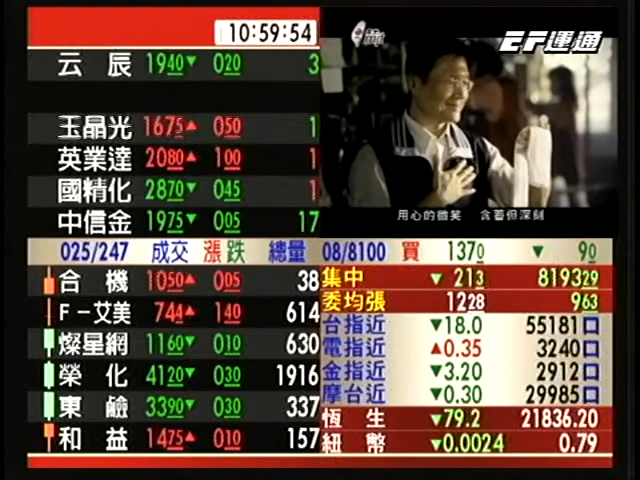 10:59:54
EF運通
云辰 1940▼ 020 3
玉晶光 1675▲ 050 1
英業達 2080▲ 100 1
國精化 2870▼ 045 1
中信金 1975▼ 005 17
用心的微笑 含蓄但深刻
025/247 成交 漲跌 總量
08/8100 買 1370 ▼ 90
合機 1050▲ 005 38
F－艾美 744▲ 140 614
燦星網 1160▼ 010 630
榮化 4120▼ 030 1916
東鹼 3390▼ 030 337
和益 1475▲ 010 157
集中 ▼ 213 819329
委均張 1228 963
台指近 ▼18.0 55181口
電指近 ▲0.35 3240口
金指近 ▼3.20 2912口
摩台近 ▼0.30 29985口
恆生 ▼79.2 21836.20
紐幣 ▼0.0024 0.79